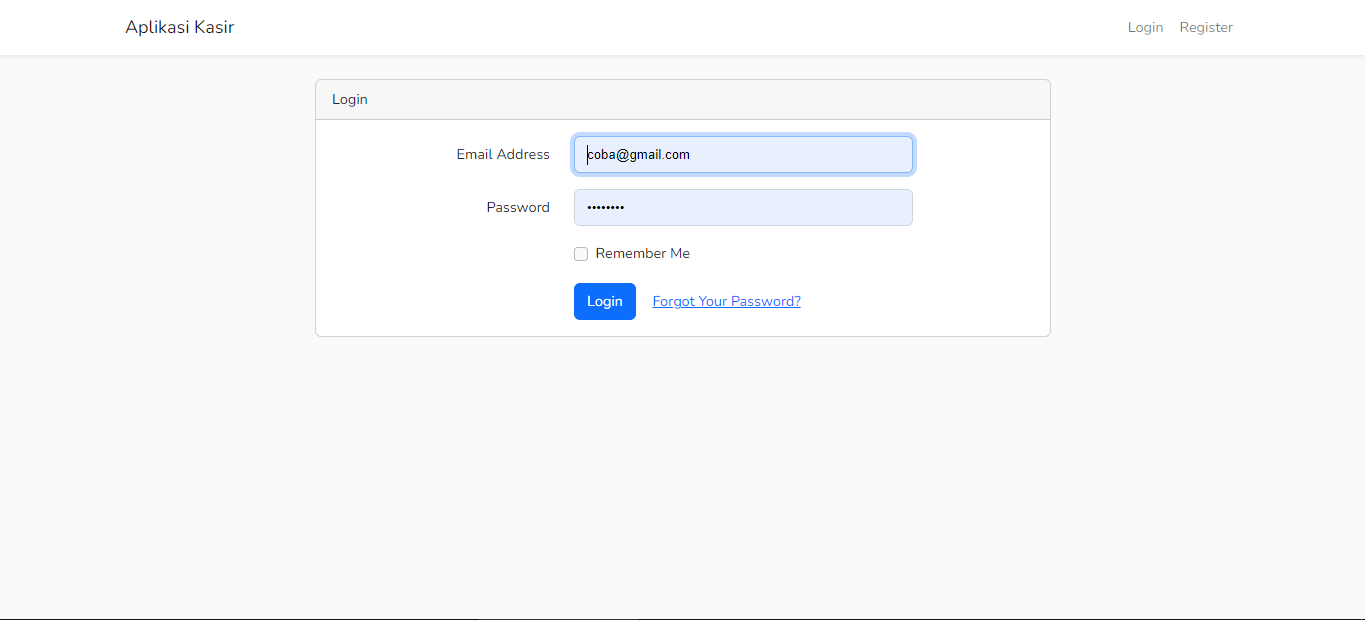 Aplikasi Kasir
Login Register
Login
Email Address coba@gmail.com
Password ••••••••
Remember Me
Login Forgot Your Password?